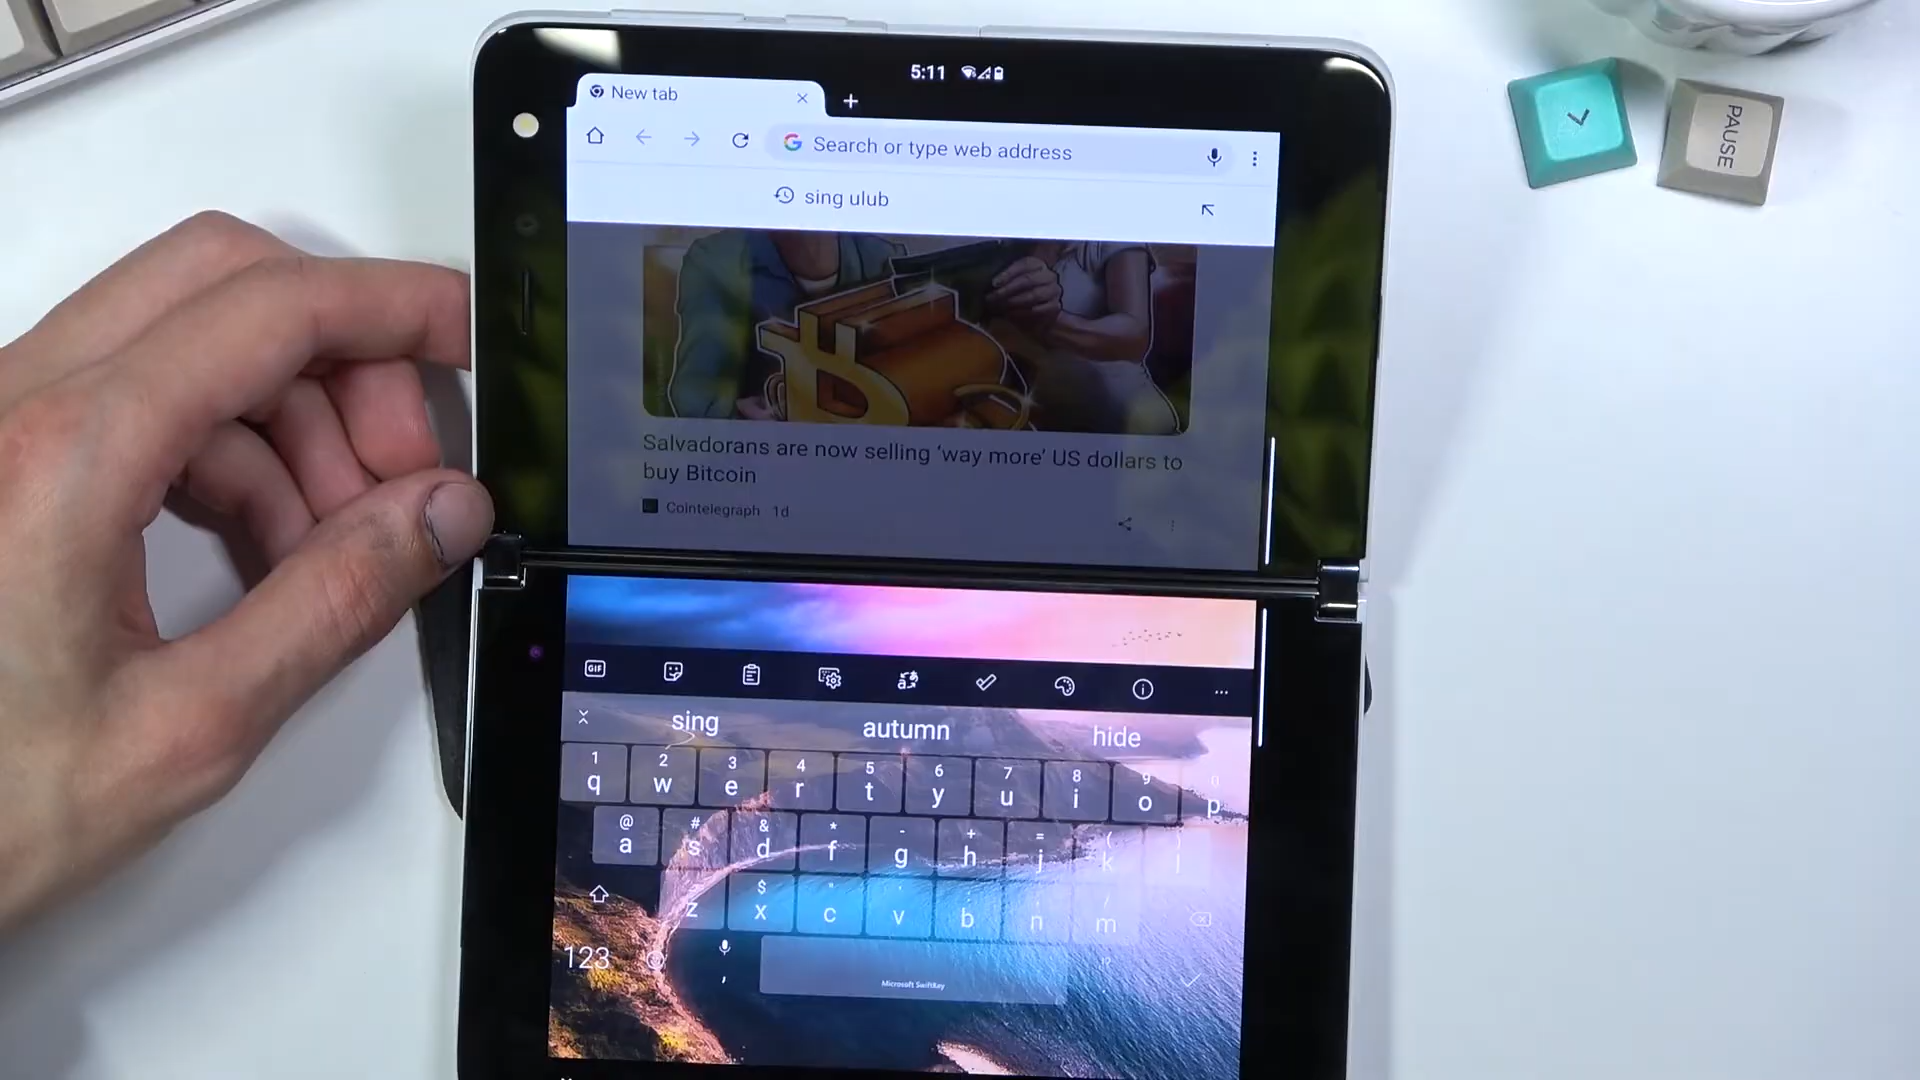 5:11
New tab
Search or type web address
sing ulub
Salvadorans are now selling ‘way more’ US dollars to
buy Bitcoin
Cointelegraph 1d
GIF
sing autumn hide
1 2 3 4 5 6 7 8 9 0
q w e r t y u i o p
@ # & * - + = ( )
a s d f g h j k l
$ " ' : ; /
z x c v b n m
123 , !?
Microsoft SwiftKey
PAUSE